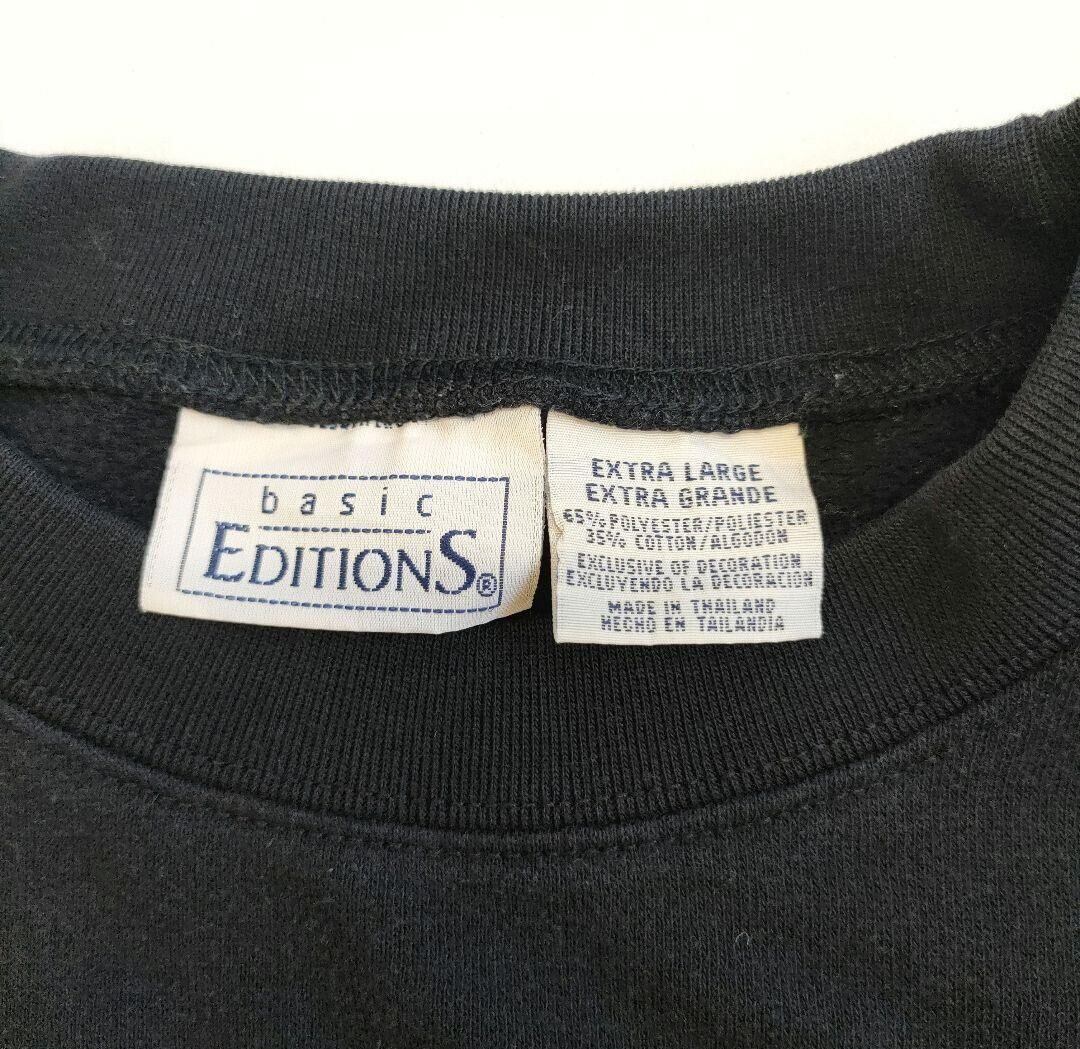 basic
EDITIONS®
EXTRA LARGE
EXTRA GRANDE
65% POLYESTER/POLIESTER
35% COTTON/ALGODON
EXCLUSIVE OF DECORATION
EXCLUYENDO LA DECORACION
MADE IN THAILAND
HECHO EN TAILANDIA